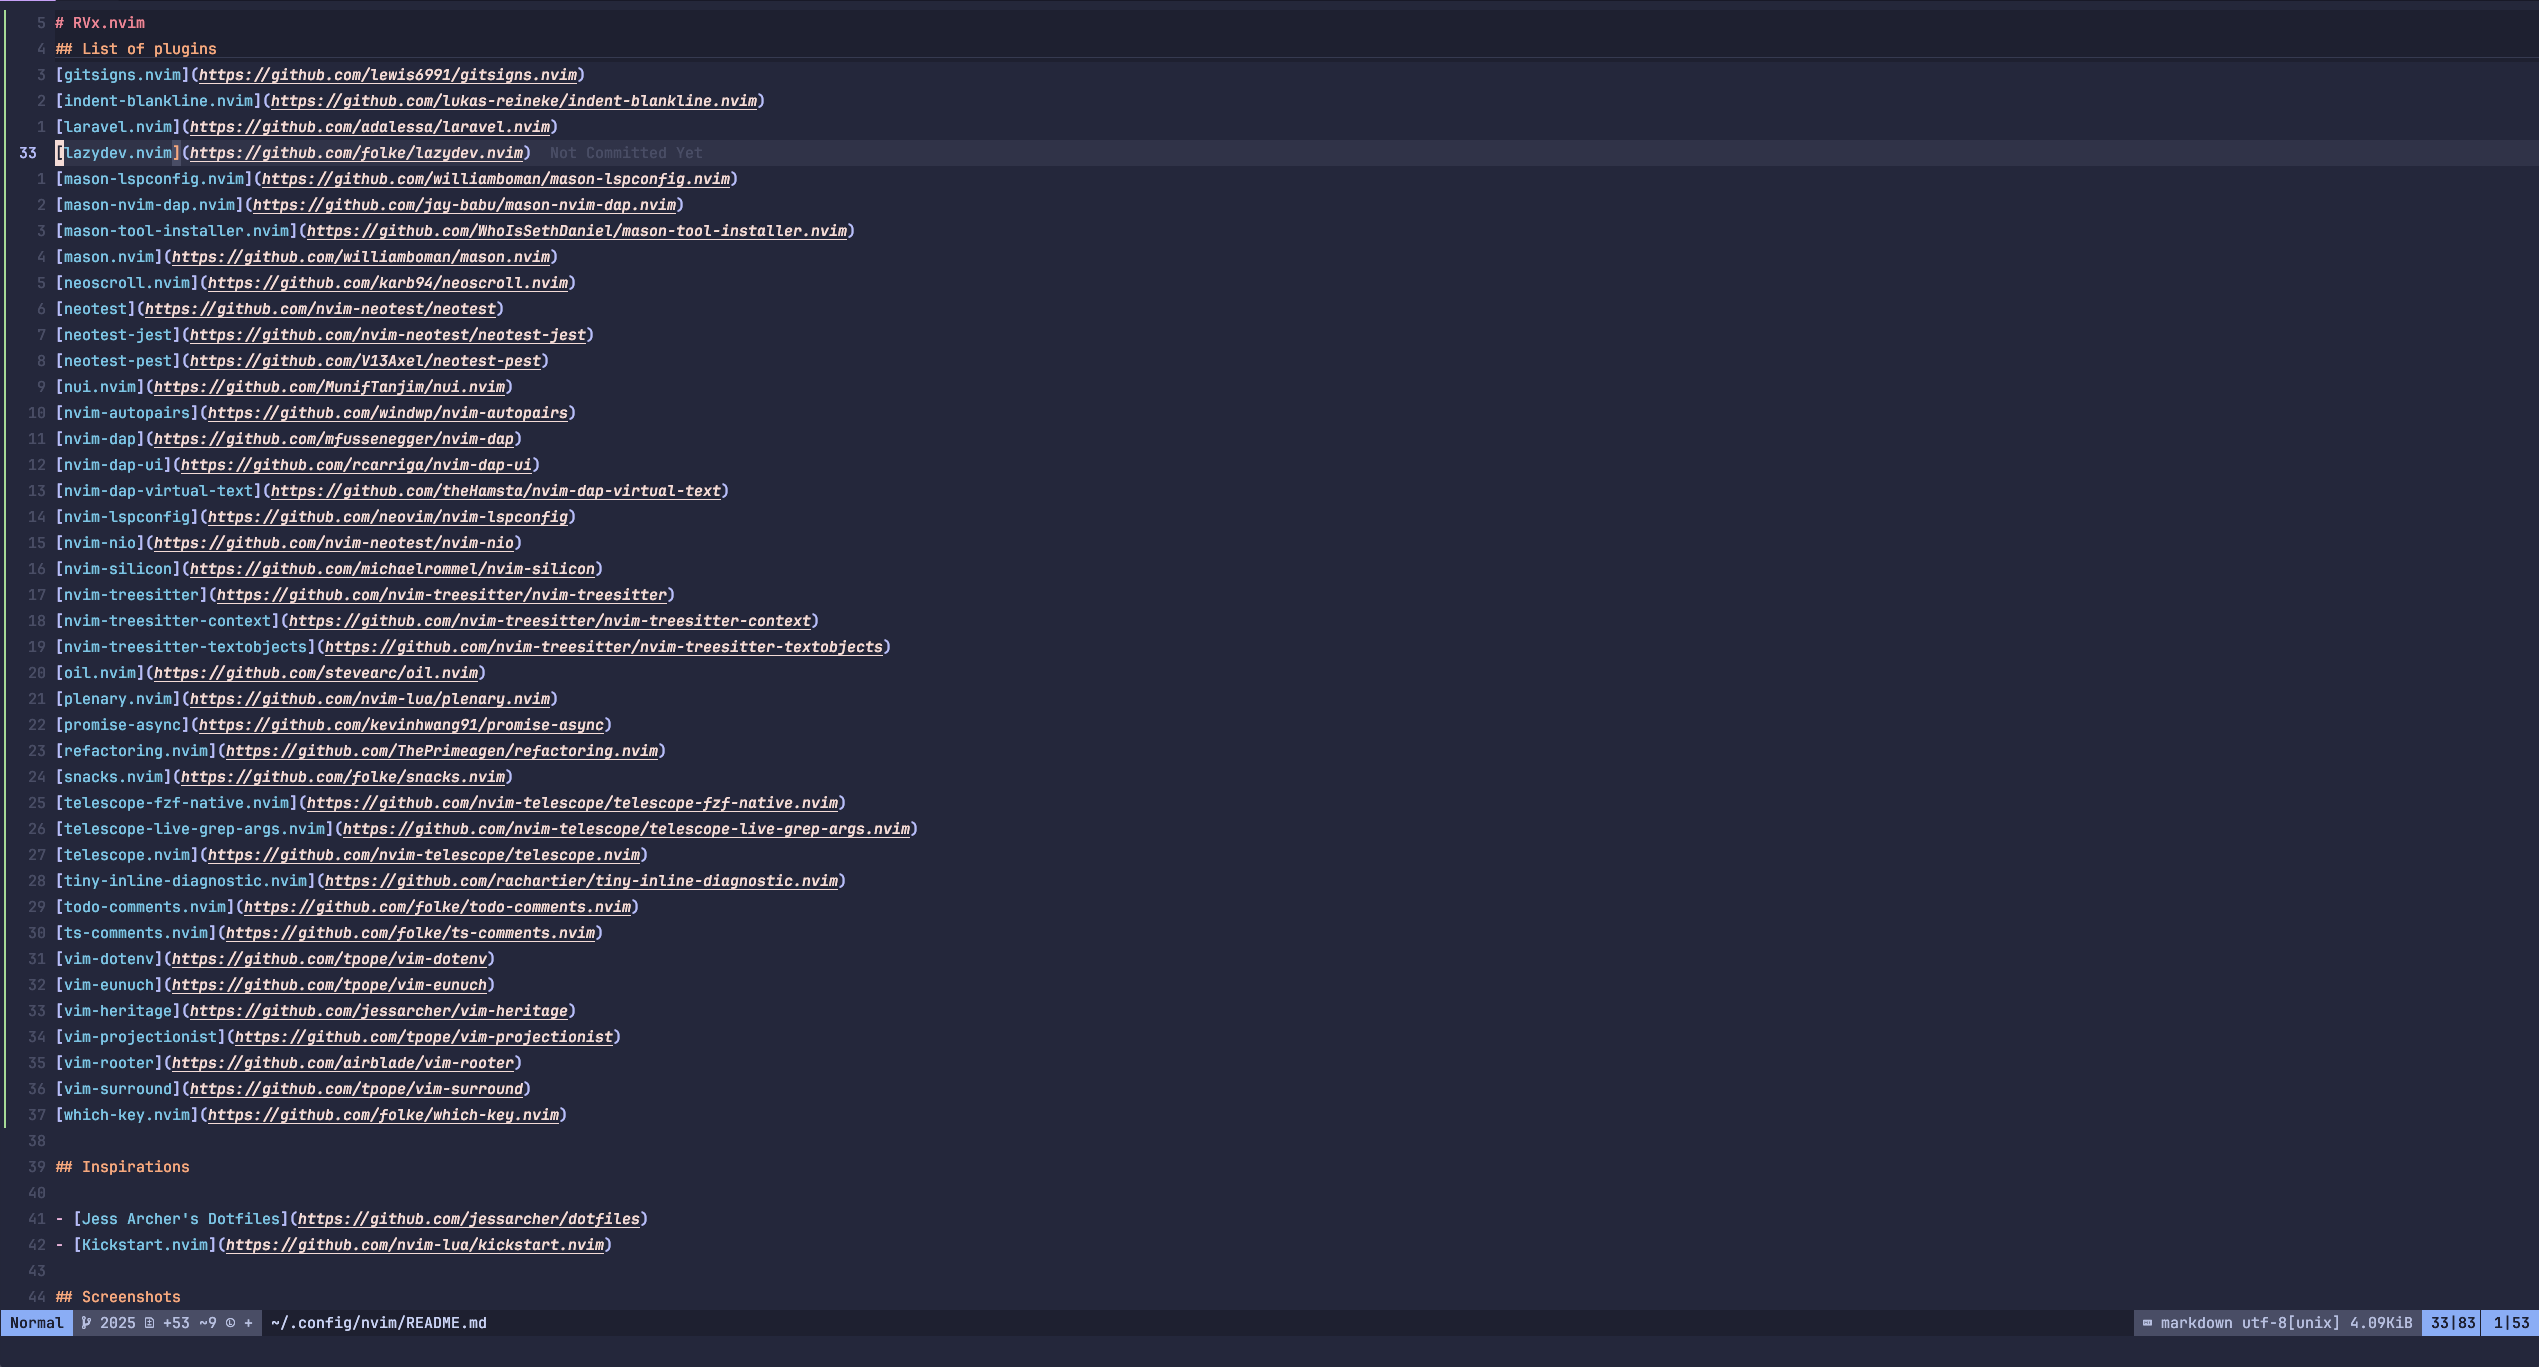 5 # RVx.nvim
4 ## List of plugins
3 [gitsigns.nvim](https://github.com/lewis6991/gitsigns.nvim)
2 [indent-blankline.nvim](https://github.com/lukas-reineke/indent-blankline.nvim)
1 [laravel.nvim](https://github.com/adalessa/laravel.nvim)
33 [lazydev.nvim](https://github.com/folke/lazydev.nvim) Not Committed Yet
1 [mason-lspconfig.nvim](https://github.com/williamboman/mason-lspconfig.nvim)
2 [mason-nvim-dap.nvim](https://github.com/jay-babu/mason-nvim-dap.nvim)
3 [mason-tool-installer.nvim](https://github.com/WhoIsSethDaniel/mason-tool-installer.nvim)
4 [mason.nvim](https://github.com/williamboman/mason.nvim)
5 [neoscroll.nvim](https://github.com/karb94/neoscroll.nvim)
6 [neotest](https://github.com/nvim-neotest/neotest)
7 [neotest-jest](https://github.com/nvim-neotest/neotest-jest)
8 [neotest-pest](https://github.com/V13Axel/neotest-pest)
9 [nui.nvim](https://github.com/MunifTanjim/nui.nvim)
10 [nvim-autopairs](https://github.com/windwp/nvim-autopairs)
11 [nvim-dap](https://github.com/mfussenegger/nvim-dap)
12 [nvim-dap-ui](https://github.com/rcarriga/nvim-dap-ui)
13 [nvim-dap-virtual-text](https://github.com/theHamsta/nvim-dap-virtual-text)
14 [nvim-lspconfig](https://github.com/neovim/nvim-lspconfig)
15 [nvim-nio](https://github.com/nvim-neotest/nvim-nio)
16 [nvim-silicon](https://github.com/michaelrommel/nvim-silicon)
17 [nvim-treesitter](https://github.com/nvim-treesitter/nvim-treesitter)
18 [nvim-treesitter-context](https://github.com/nvim-treesitter/nvim-treesitter-context)
19 [nvim-treesitter-textobjects](https://github.com/nvim-treesitter/nvim-treesitter-textobjects)
20 [oil.nvim](https://github.com/stevearc/oil.nvim)
21 [plenary.nvim](https://github.com/nvim-lua/plenary.nvim)
22 [promise-async](https://github.com/kevinhwang91/promise-async)
23 [refactoring.nvim](https://github.com/ThePrimeagen/refactoring.nvim)
24 [snacks.nvim](https://github.com/folke/snacks.nvim)
25 [telescope-fzf-native.nvim](https://github.com/nvim-telescope/telescope-fzf-native.nvim)
26 [telescope-live-grep-args.nvim](https://github.com/nvim-telescope/telescope-live-grep-args.nvim)
27 [telescope.nvim](https://github.com/nvim-telescope/telescope.nvim)
28 [tiny-inline-diagnostic.nvim](https://github.com/rachartier/tiny-inline-diagnostic.nvim)
29 [todo-comments.nvim](https://github.com/folke/todo-comments.nvim)
30 [ts-comments.nvim](https://github.com/folke/ts-comments.nvim)
31 [vim-dotenv](https://github.com/tpope/vim-dotenv)
32 [vim-eunuch](https://github.com/tpope/vim-eunuch)
33 [vim-heritage](https://github.com/jessarcher/vim-heritage)
34 [vim-projectionist](https://github.com/tpope/vim-projectionist)
35 [vim-rooter](https://github.com/airblade/vim-rooter)
36 [vim-surround](https://github.com/tpope/vim-surround)
37 [which-key.nvim](https://github.com/folke/which-key.nvim)
38
39 ## Inspirations
40
41 - [Jess Archer's Dotfiles](https://github.com/jessarcher/dotfiles)
42 - [Kickstart.nvim](https://github.com/nvim-lua/kickstart.nvim)
43
44 ## Screenshots
Normal 2025 +53 ~9 + ~/.config/nvim/README.md markdown utf-8[unix] 4.09KiB 33|83 1|53